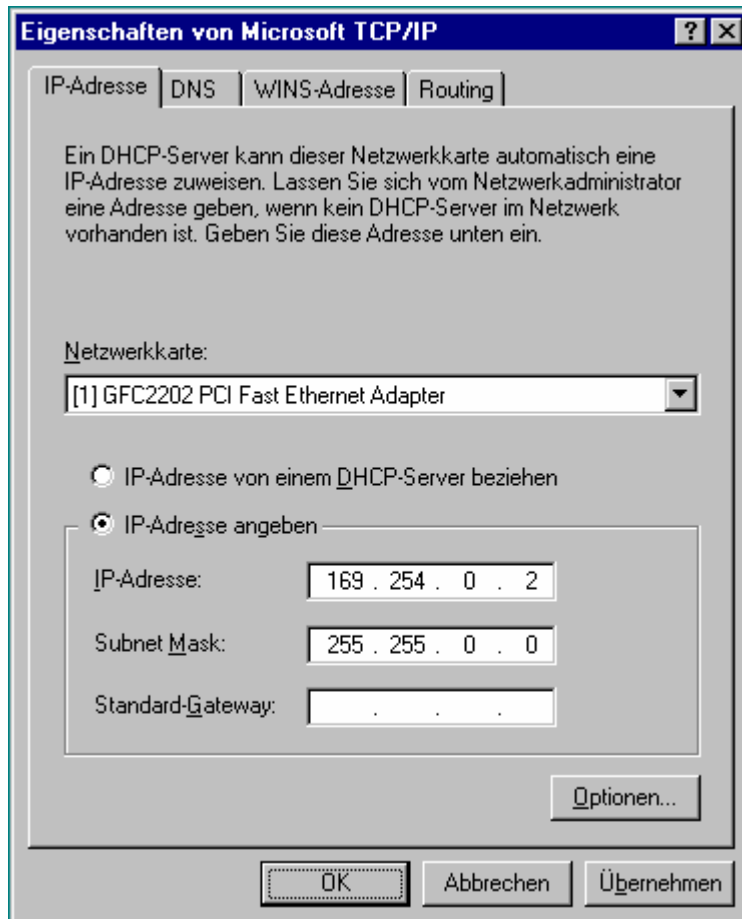 Eigenschaften von Microsoft TCP/IP
IP-Adresse DNS WINS-Adresse Routing
Ein DHCP-Server kann dieser Netzwerkkarte automatisch eine
IP-Adresse zuweisen. Lassen Sie sich vom Netzwerkadministrator
eine Adresse geben, wenn kein DHCP-Server im Netzwerk
vorhanden ist. Geben Sie diese Adresse unten ein.
Netzwerkkarte:
[1] GFC2202 PCI Fast Ethernet Adapter
IP-Adresse von einem DHCP-Server beziehen
IP-Adresse angeben
IP-Adresse: 169 . 254 . 0 . 2
Subnet Mask: 255 . 255 . 0 . 0
Standard-Gateway: . . .
Optionen...
OK Abbrechen Übernehmen